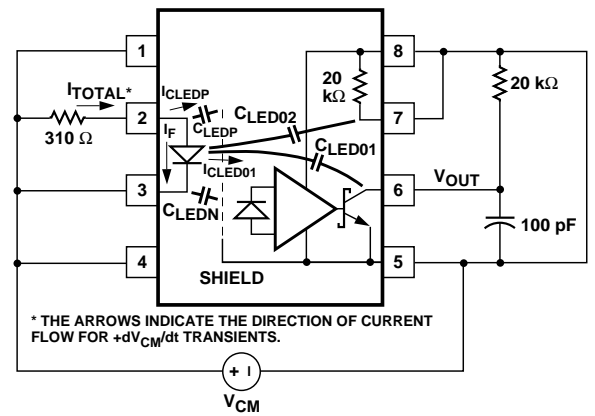 1
8
ITOTAL*
ICLEDP
20
kΩ
20 kΩ
CLED02
2
CLEDP
7
310 Ω
IF
CLED01
ICLED01
3
6
VOUT
CLEDN
100 pF
4
5
SHIELD
* THE ARROWS INDICATE THE DIRECTION OF CURRENT
FLOW FOR +dVCM/dt TRANSIENTS.
+ –
VCM